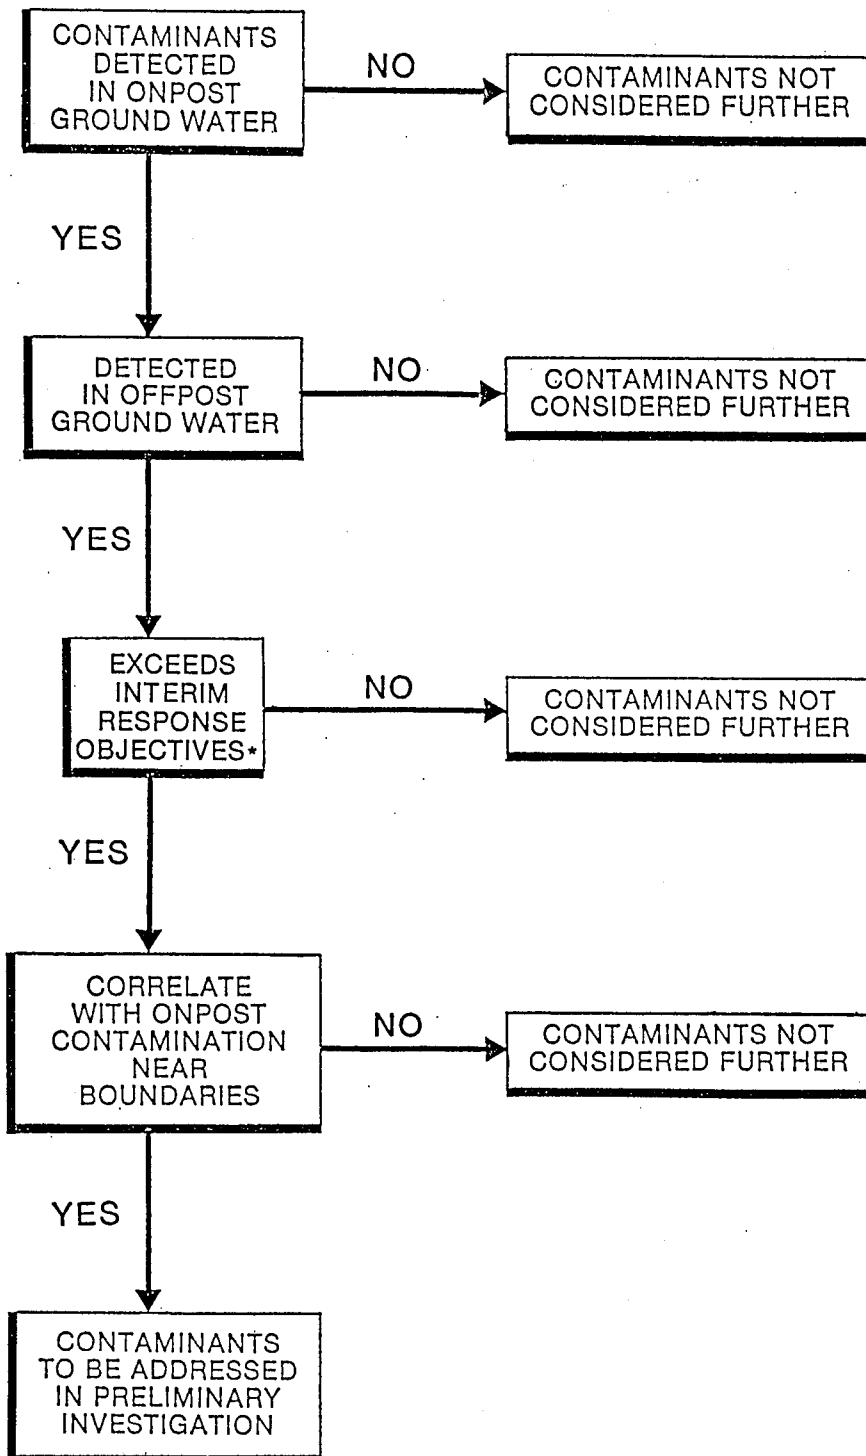 CONTAMINANTS
DETECTED
IN ONPOST
GROUND WATER
NO
CONTAMINANTS NOT
CONSIDERED FURTHER
YES
DETECTED
IN OFFPOST
GROUND WATER
NO
CONTAMINANTS NOT
CONSIDERED FURTHER
YES
EXCEEDS
INTERIM
RESPONSE
OBJECTIVES*
NO
CONTAMINANTS NOT
CONSIDERED FURTHER
YES
CORRELATE
WITH ONPOST
CONTAMINATION
NEAR
BOUNDARIES
NO
CONTAMINANTS NOT
CONSIDERED FURTHER
YES
CONTAMINANTS
TO BE ADDRESSED
IN PRELIMINARY
INVESTIGATION